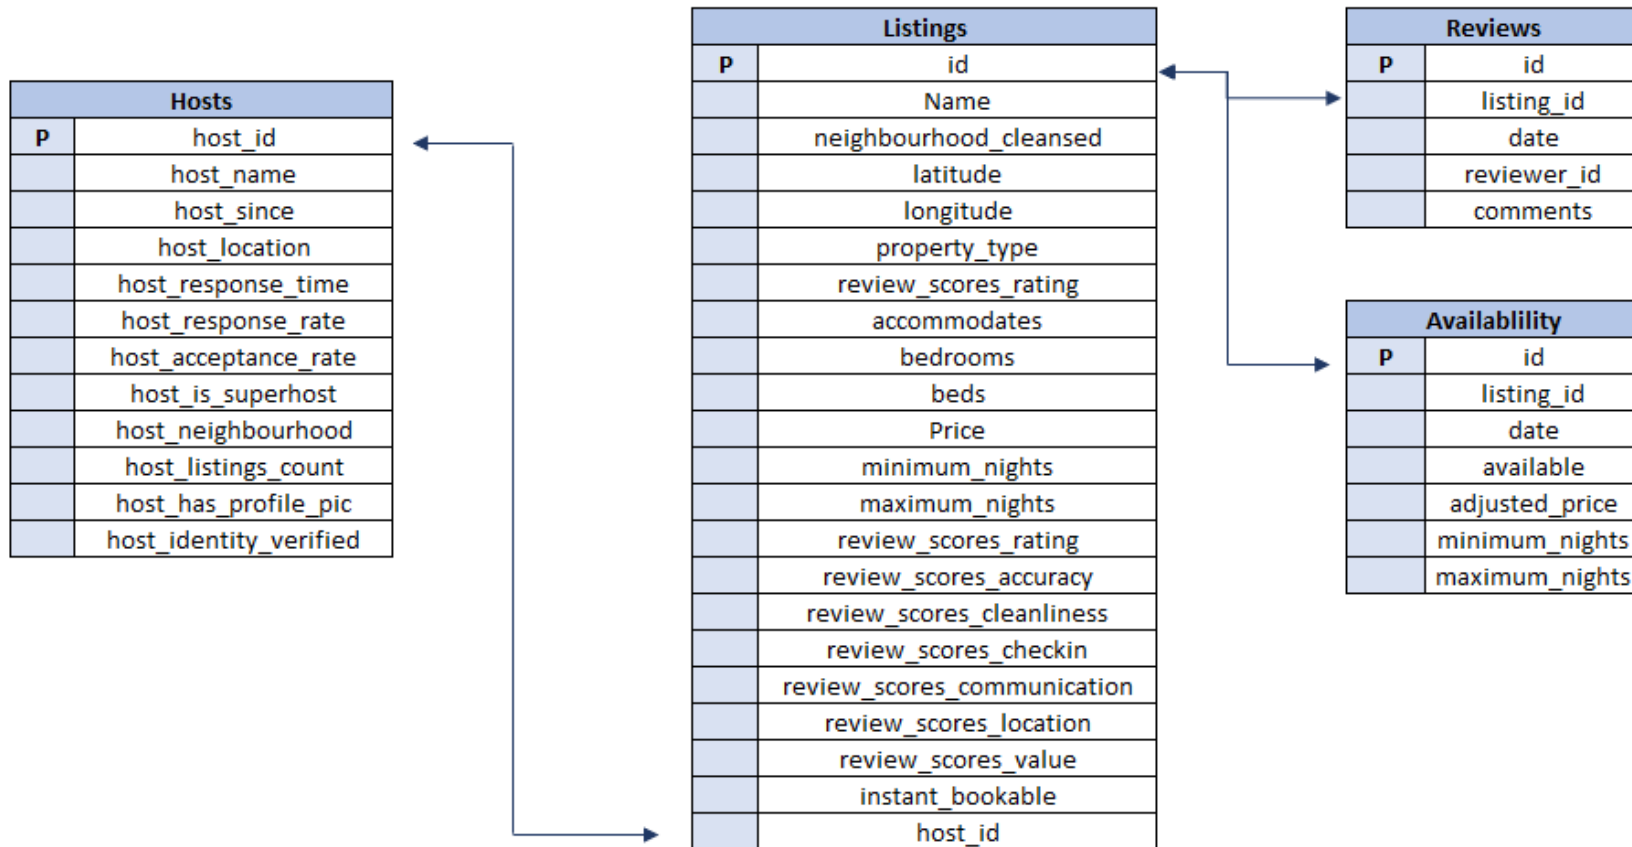 Hosts
P host_id
host_name
host_since
host_location
host_response_time
host_response_rate
host_acceptance_rate
host_is_superhost
host_neighbourhood
host_listings_count
host_has_profile_pic
host_identity_verified
Listings
P id
Name
neighbourhood_cleansed
latitude
longitude
property_type
review_scores_rating
accommodates
bedrooms
beds
Price
minimum_nights
maximum_nights
review_scores_rating
review_scores_accuracy
review_scores_cleanliness
review_scores_checkin
review_scores_communication
review_scores_location
review_scores_value
instant_bookable
host_id
Reviews
P id
listing_id
date
reviewer_id
comments
Availablility
P id
listing_id
date
available
adjusted_price
minimum_nights
maximum_nights